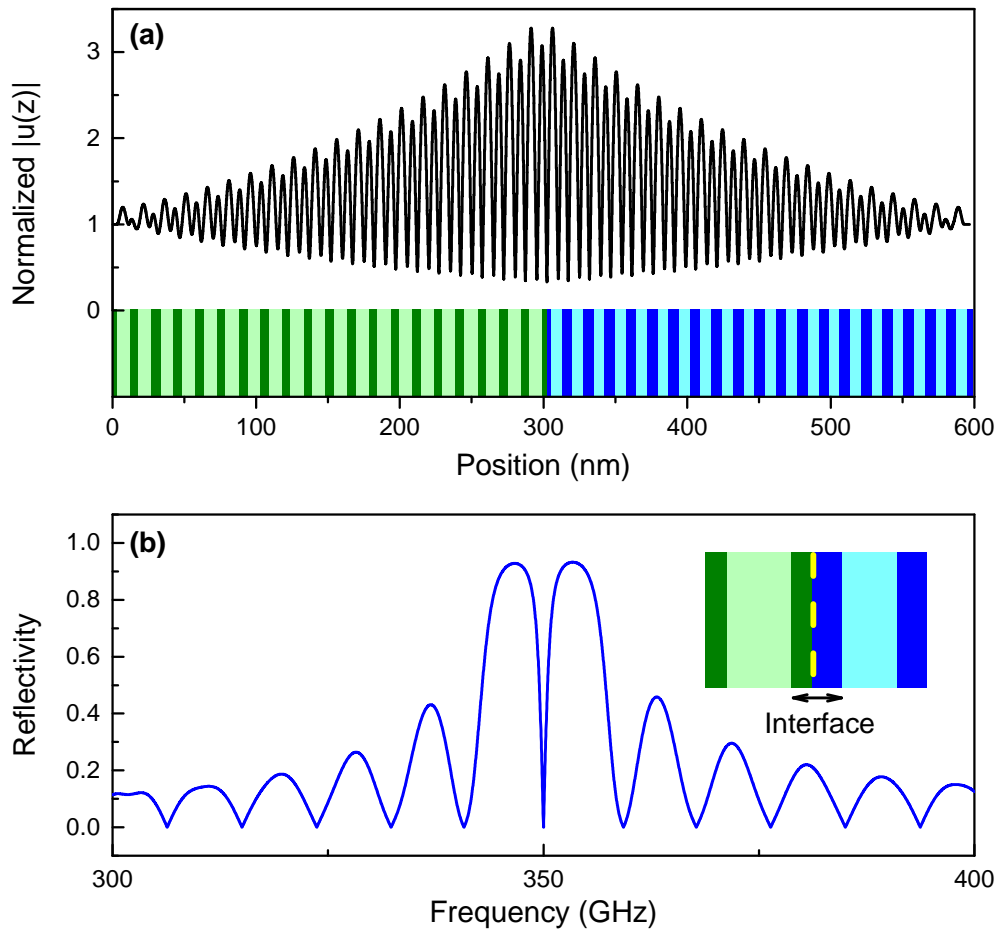 (a)
Normalized |u(z)|
3
2
1
0
0 100 200 300 400 500 600
Position (nm)
(b)
Reflectivity
1.0
0.8
0.6
0.4
0.2
0.0
Interface
300 350 400
Frequency (GHz)